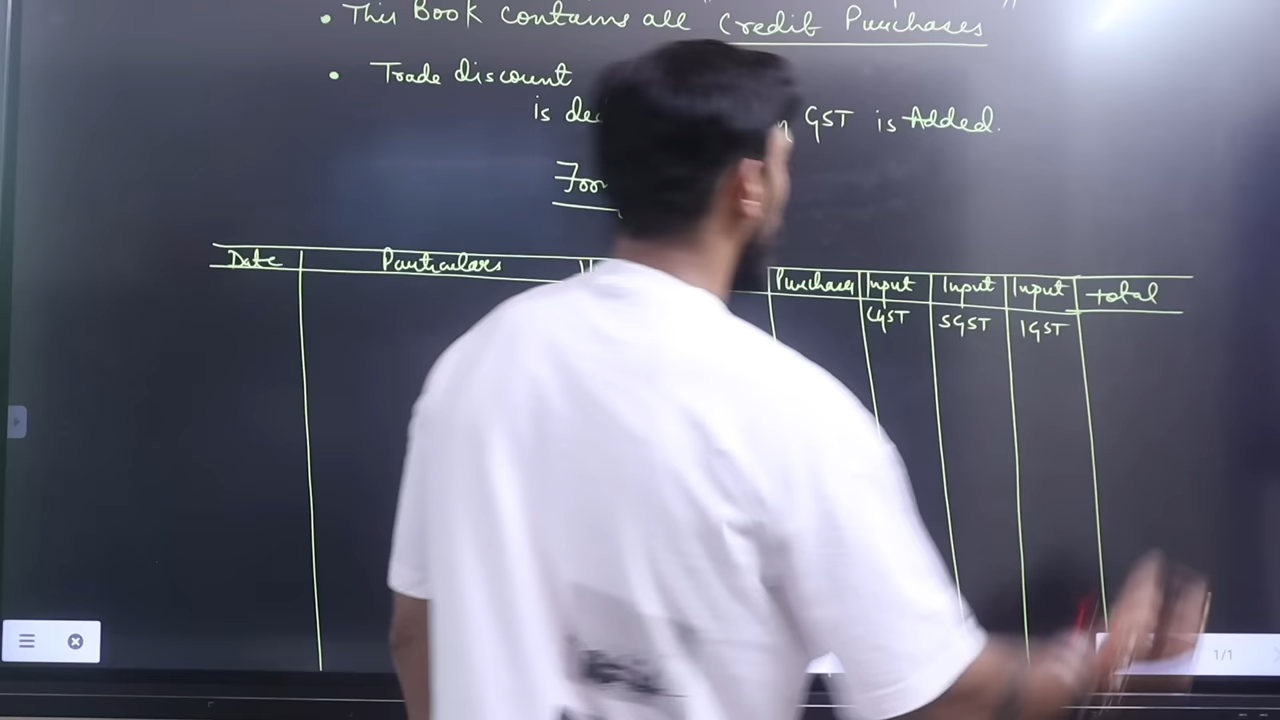 • This Book contains all Credit Purchases "
• Trade discount
is GST is Added.
Date Particulars Purchases Input Input Input total
CGST SGST IGST
1/1